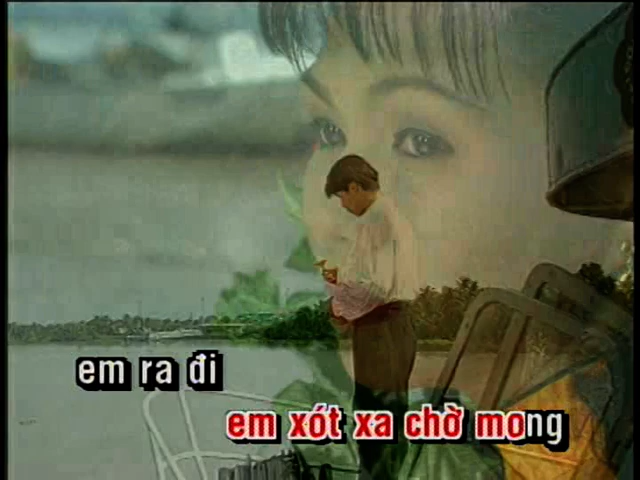 em ra đi
em xót xa chờ mong